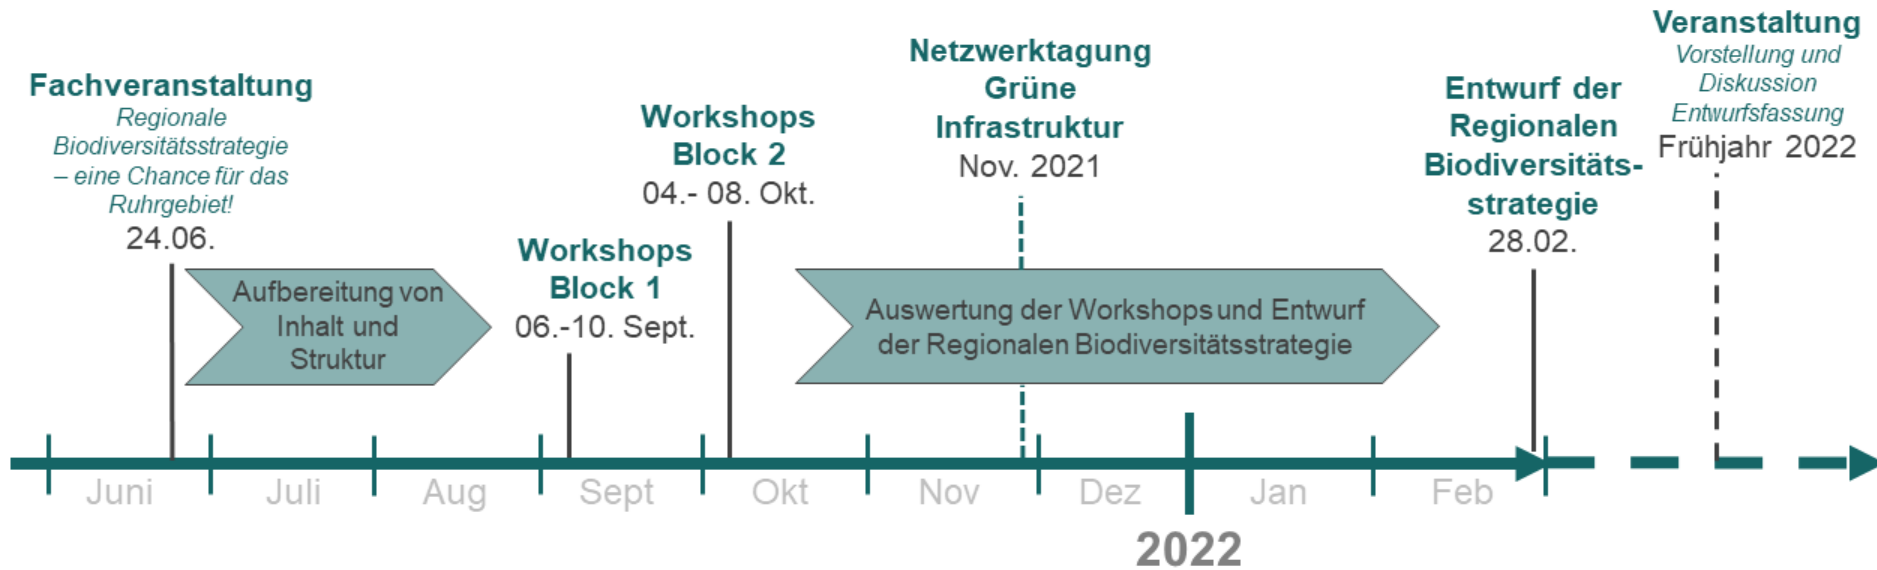 Fachveranstaltung
Regionale
Biodiversitätsstrategie
– eine Chance für das
Ruhrgebiet!
24.06.
Aufbereitung von
Inhalt und
Struktur
Workshops
Block 1
06.-10. Sept.
Workshops
Block 2
04.- 08. Okt.
Netzwerktagung
Grüne
Infrastruktur
Nov. 2021
Auswertung der Workshops und Entwurf
der Regionalen Biodiversitätsstrategie
Entwurf der
Regionalen
Biodiversitäts-
strategie
28.02.
Veranstaltung
Vorstellung und
Diskussion
Entwurfsfassung
Frühjahr 2022
Juni Juli Aug Sept Okt Nov Dez Jan Feb
2022